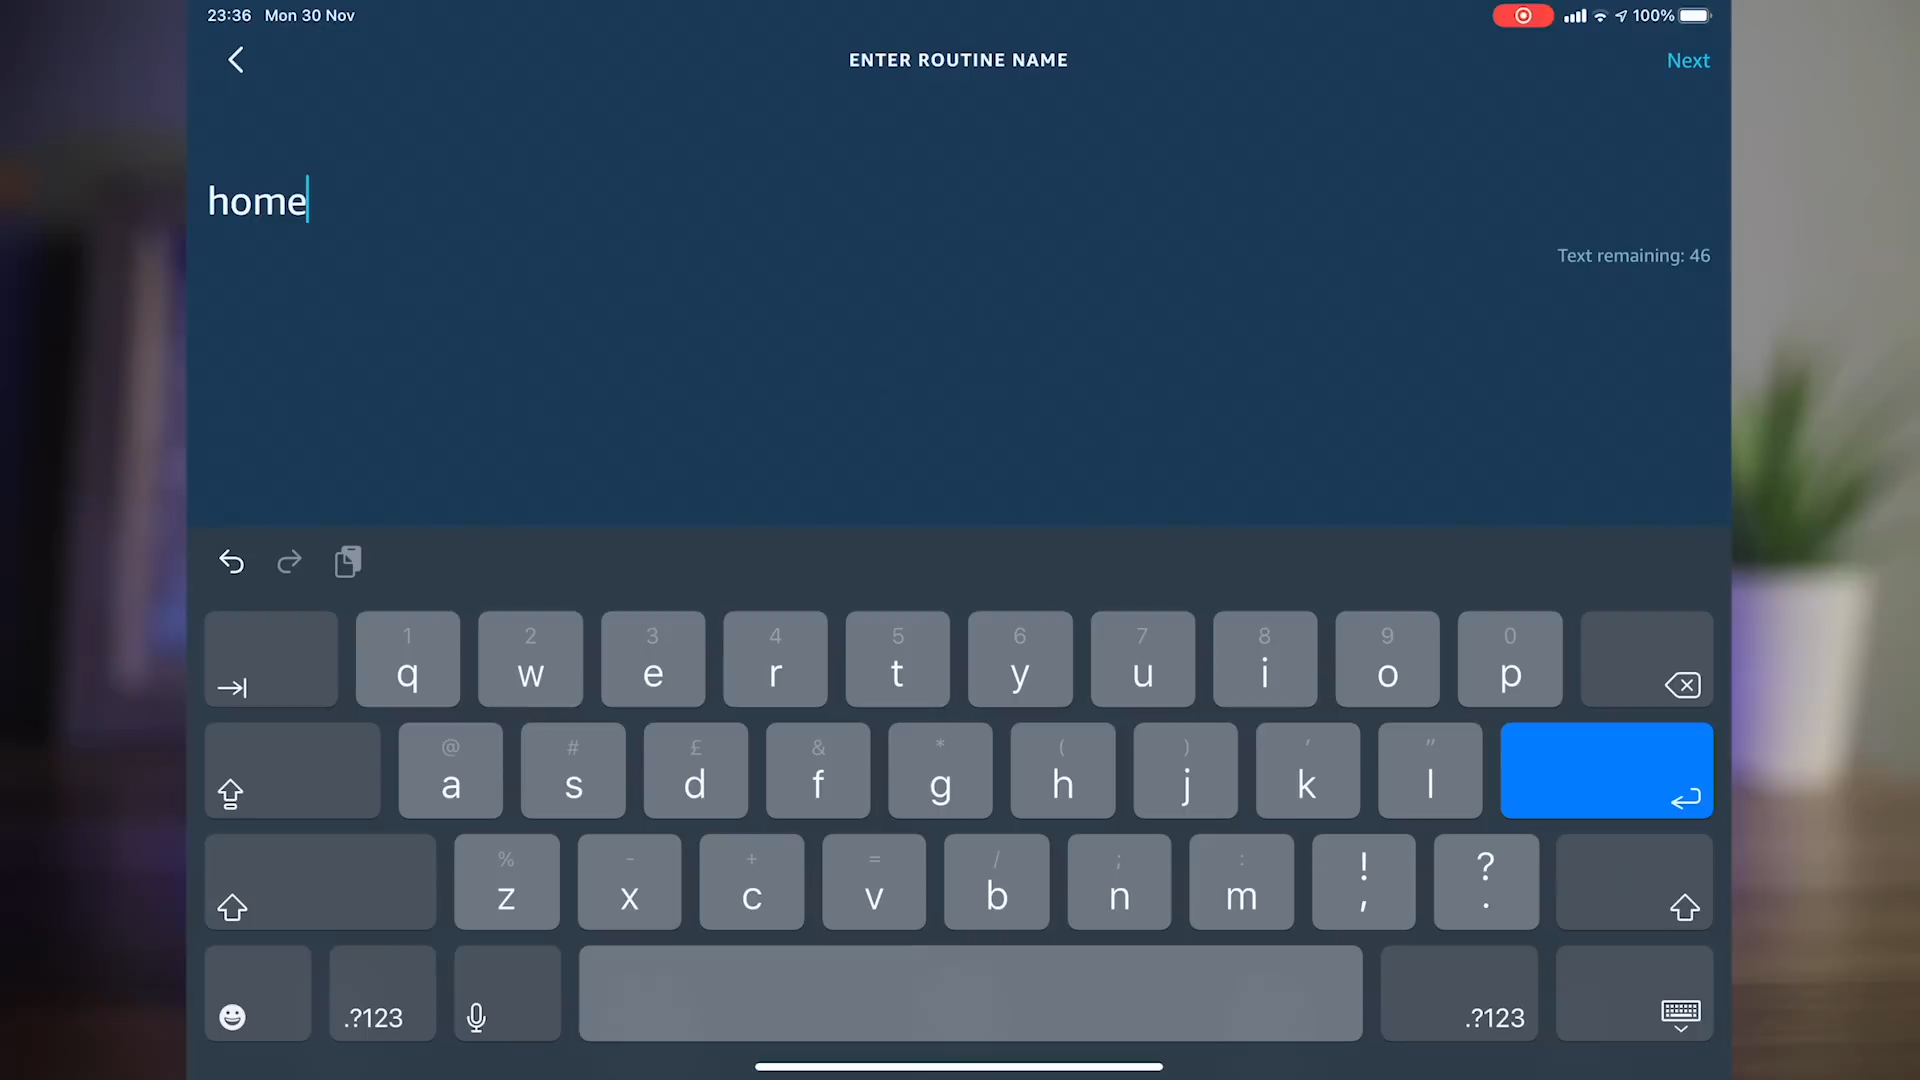 23:36 Mon 30 Nov 100%
ENTER ROUTINE NAME Next
home
Text remaining: 46
1 2 3 4 5 6 7 8 9 0
q w e r t y u i o p
@ # £ & * ( ) ' "
a s d f g h j k l
% - + = / ; : ! ?
z x c v b n m , .
.?123 .?123